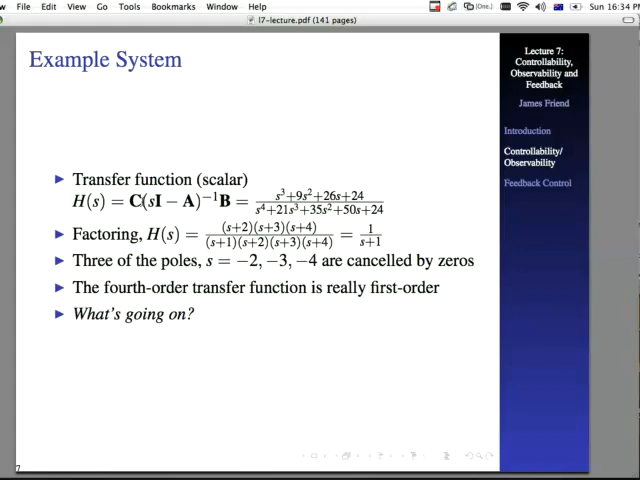 File Edit View Go Tools Bookmarks Window Help (One.) Sun 16:34 PM
l7-lecture.pdf (141 pages)
Example System
Lecture 7:
Controllability,
Observability and
Feedback
James Friend
Introduction
Controllability/
Observability
Feedback Control
Transfer function (scalar)
H(s) = C(sI − A)⁻¹B = s³+9s²+26s+24 / s⁴+21s³+35s²+50s+24
Factoring, H(s) = (s+2)(s+3)(s+4) / (s+1)(s+2)(s+3)(s+4) = 1 / s+1
Three of the poles, s = −2, −3, −4 are cancelled by zeros
The fourth-order transfer function is really first-order
What's going on?
7